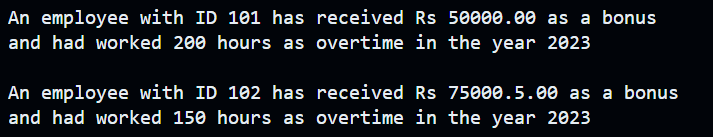 An employee with ID 101 has received Rs 50000.00 as a bonus
and had worked 200 hours as overtime in the year 2023
An employee with ID 102 has received Rs 75000.5.00 as a bonus
and had worked 150 hours as overtime in the year 2023